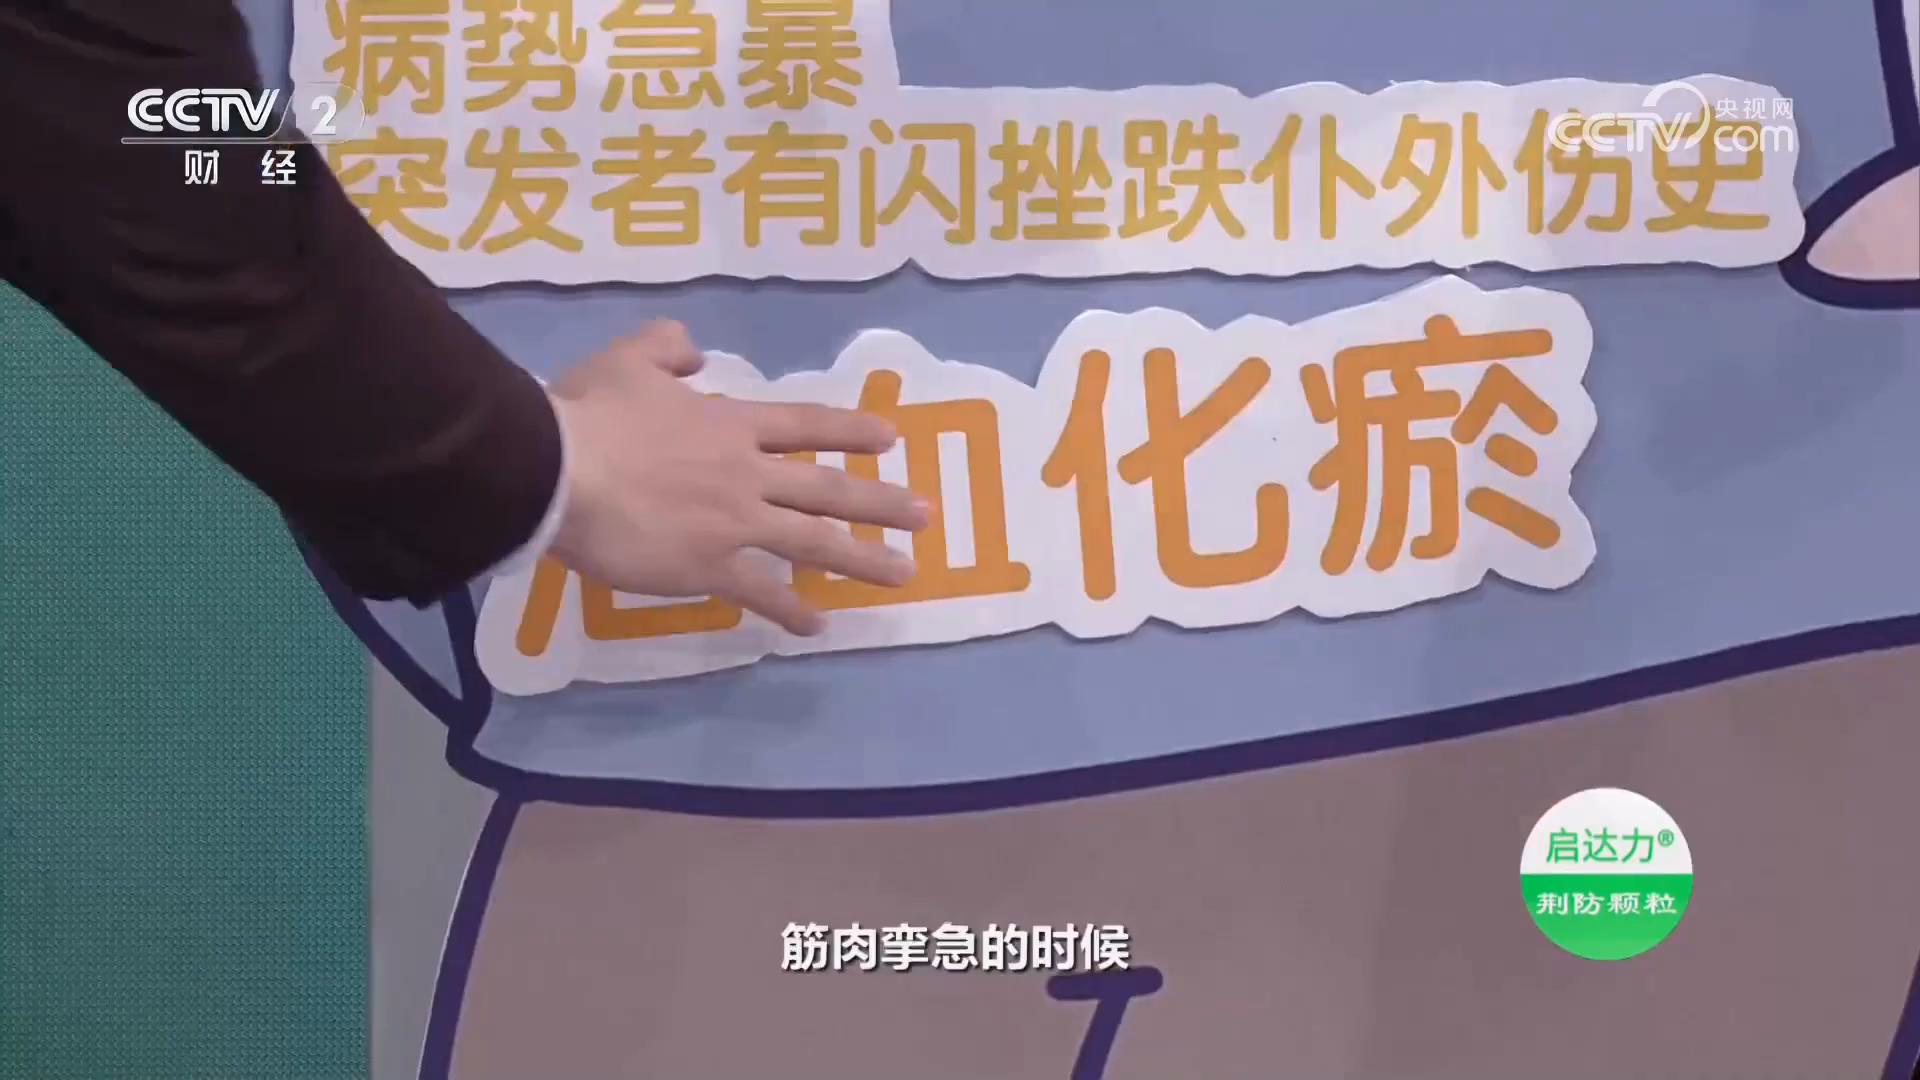 病势急暴
CCTV 2
财经
央视网
CCTV.com
突发者有闪挫跌仆外伤史
血化瘀
启达力®
荆防颗粒
筋肉挛急的时候